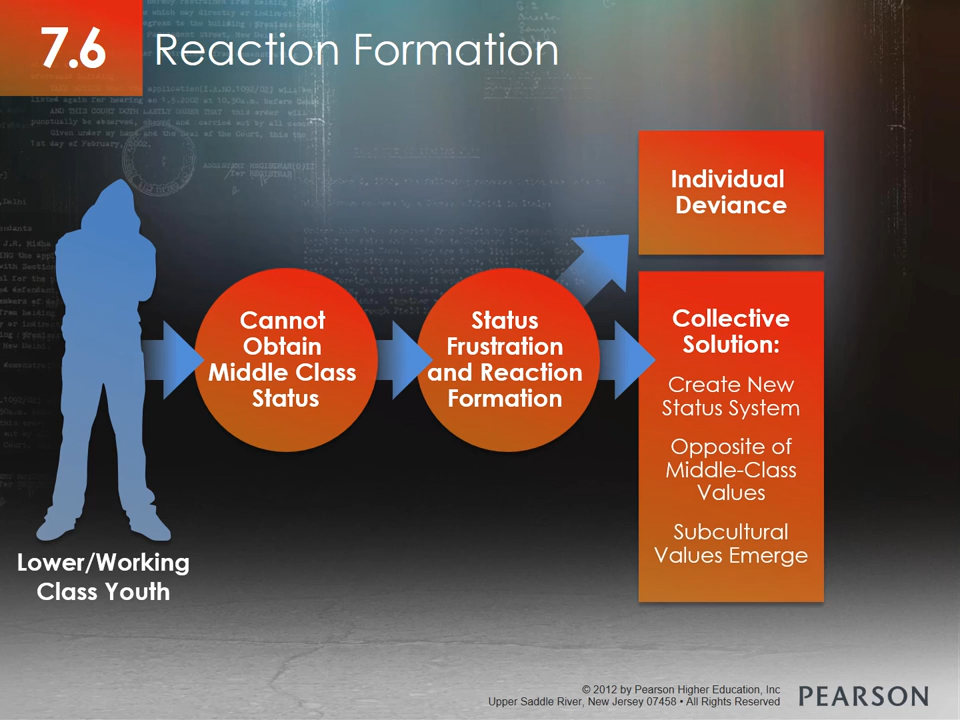 7.6
Reaction Formation
Individual
Deviance
Cannot
Obtain
Middle Class
Status
Status
Frustration
and Reaction
Formation
Collective
Solution:
Create New
Status System
Opposite of
Middle-Class
Values
Subcultural
Values Emerge
Lower/Working
Class Youth
© 2012 by Pearson Higher Education, Inc
Upper Saddle River, New Jersey 07458 • All Rights Reserved
PEARSON